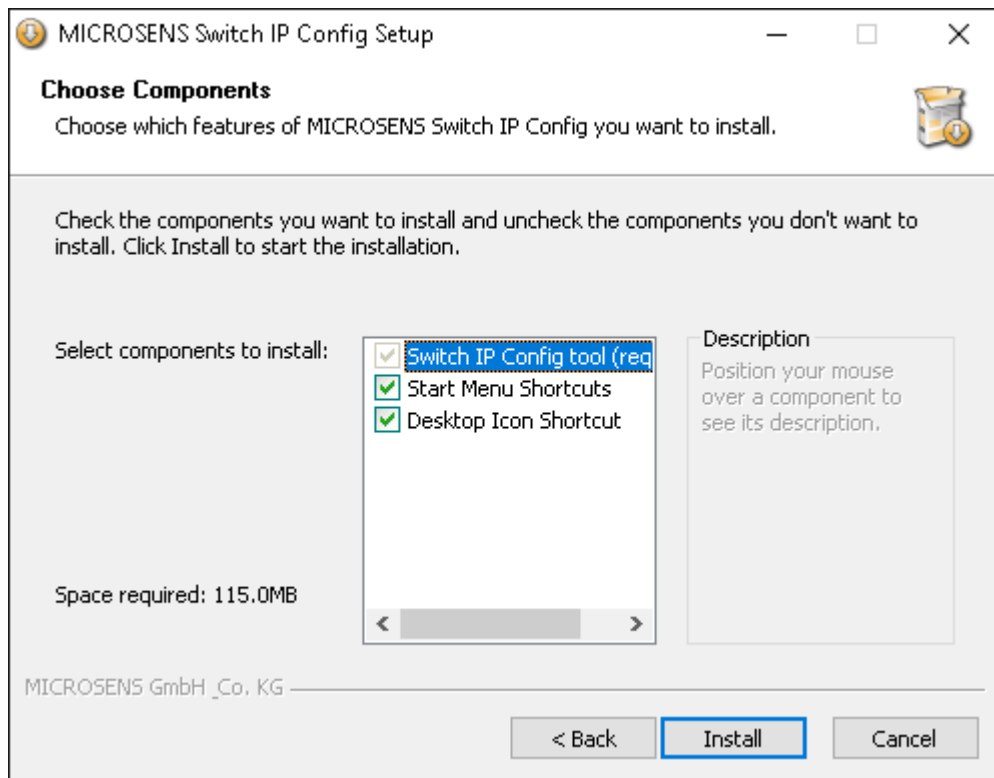 MICROSENS Switch IP Config Setup
Choose Components
Choose which features of MICROSENS Switch IP Config you want to install.
Check the components you want to install and uncheck the components you don't want to
install. Click Install to start the installation.
Select components to install:
Switch IP Config tool (req
Start Menu Shortcuts
Desktop Icon Shortcut
Description
Position your mouse
over a component to
see its description.
Space required: 115.0MB
MICROSENS GmbH _Co. KG
< Back
Install
Cancel